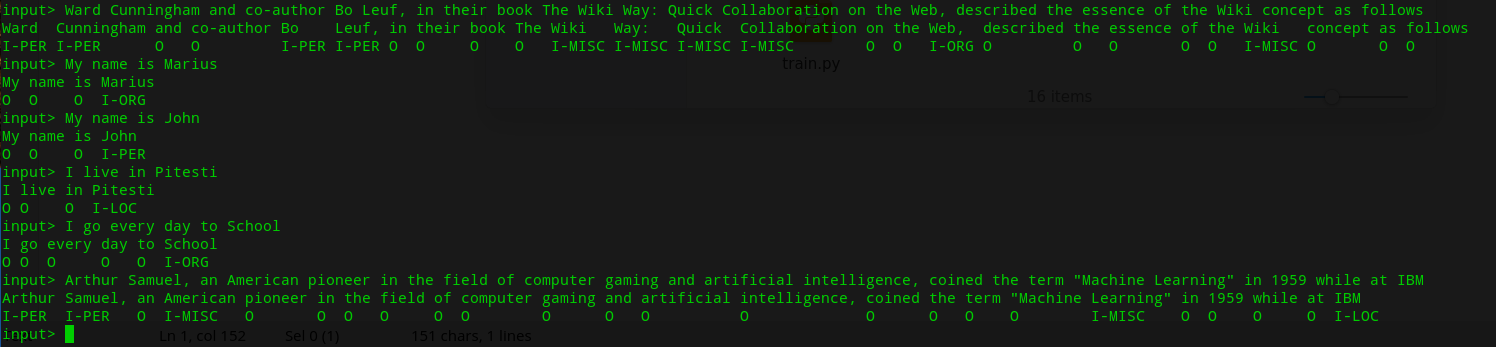 input> Ward Cunningham and co-author Bo Leuf, in their book The Wiki Way: Quick Collaboration on the Web, described the essence of the Wiki concept as follows
Ward  Cunningham and co-author Bo    Leuf, in their book The Wiki   Way:   Quick  Collaboration on the Web,  described the essence of the Wiki   concept as follows
I-PER I-PER      O   O         I-PER I-PER O  O     O    O   I-MISC I-MISC I-MISC I-MISC        O  O   I-ORG O         O   O       O  O   I-MISC O       O  O
input> My name is Marius
My name is Marius
O  O    O  I-ORG
input> My name is John
My name is John
O  O    O  I-PER
input> I live in Pitesti
I live in Pitesti
O O    O  I-LOC
input> I go every day to School
I go every day to School
O O  O     O   O  I-ORG
input> Arthur Samuel, an American pioneer in the field of computer gaming and artificial intelligence, coined the term "Machine Learning" in 1959 while at IBM
Arthur Samuel, an American pioneer in the field of computer gaming and artificial intelligence, coined the term "Machine Learning" in 1959 while at IBM
I-PER  I-PER   O  I-MISC   O       O  O   O     O  O        O      O   O          O             O      O   O    O        I-MISC    O  O    O     O  I-LOC
input>
train.py
16 items
Ln 1, col 152 Sel 0 (1) 151 chars, 1 lines